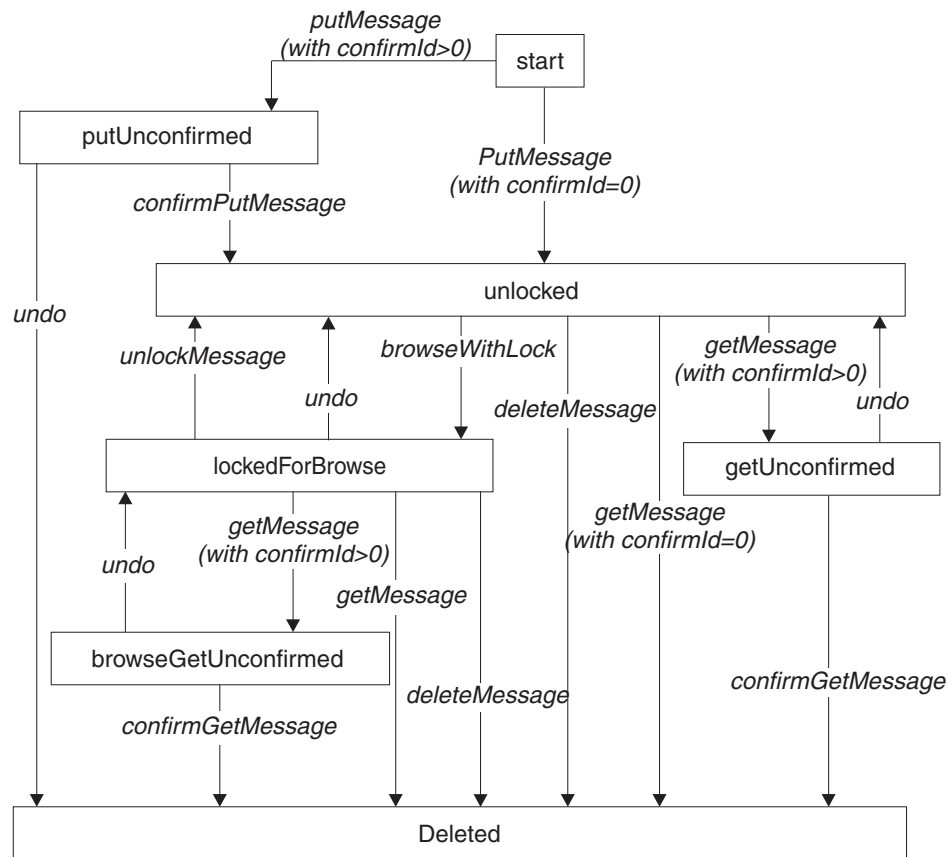 putMessage
(with confirmId>0)
start
putUnconfirmed
PutMessage
(with confirmId=0)
confirmPutMessage
unlocked
undo
unlockMessage
browseWithLock
getMessage
(with confirmId>0)
undo
deleteMessage
undo
lockedForBrowse
getUnconfirmed
getMessage
(with confirmId>0)
getMessage
(with confirmId=0)
undo
getMessage
browseGetUnconfirmed
confirmGetMessage
deleteMessage
confirmGetMessage
Deleted